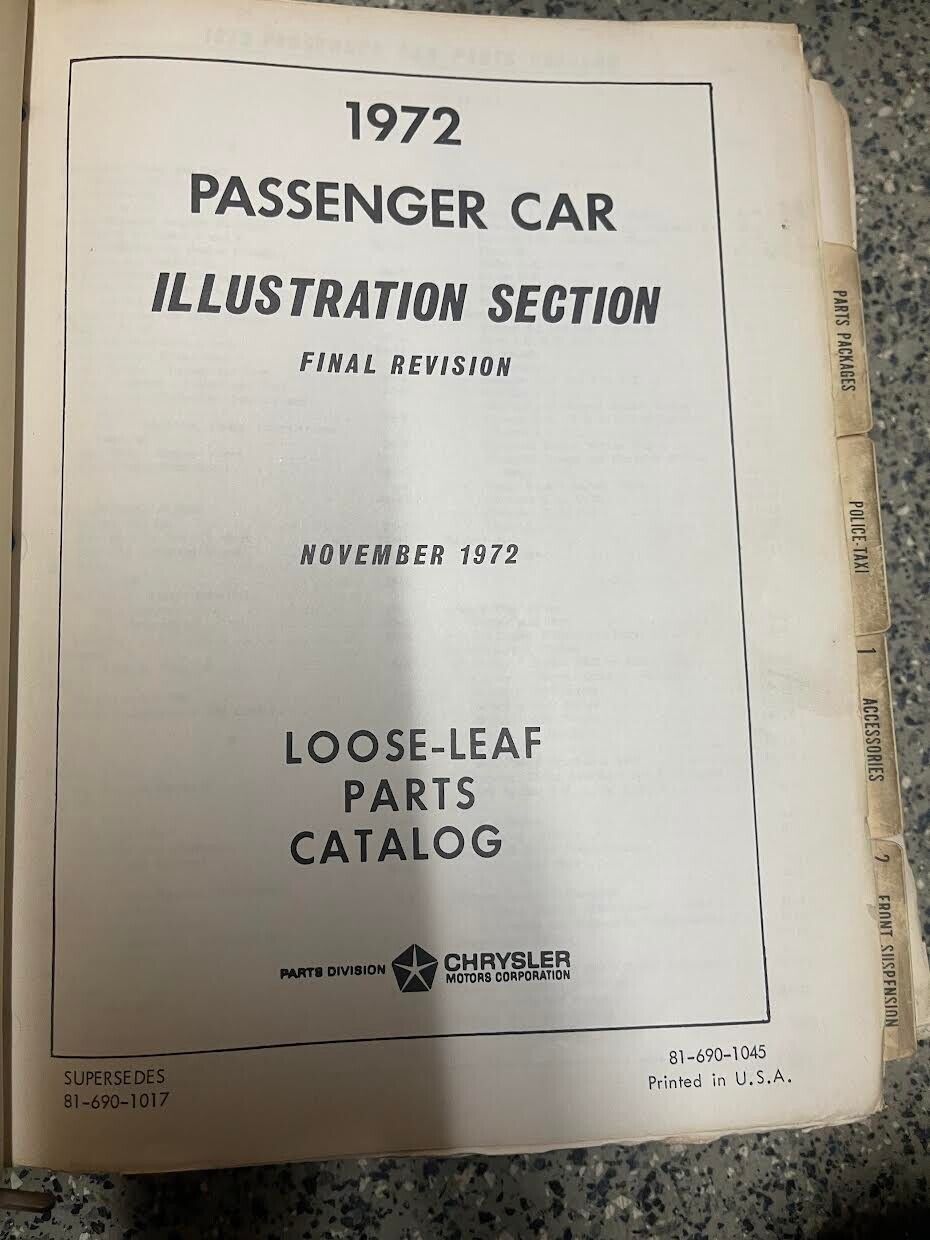 1972
PASSENGER CAR
ILLUSTRATION SECTION
FINAL REVISION
NOVEMBER 1972
LOOSE-LEAF
PARTS
CATALOG
PARTS DIVISION CHRYSLER
MOTORS CORPORATION
SUPERSEDES
81-690-1017
81-690-1045
Printed in U.S.A.
PARTS PACKAGES
POLICE-TAXI
1 ACCESSORIES
2 FRONT SUSPENSION